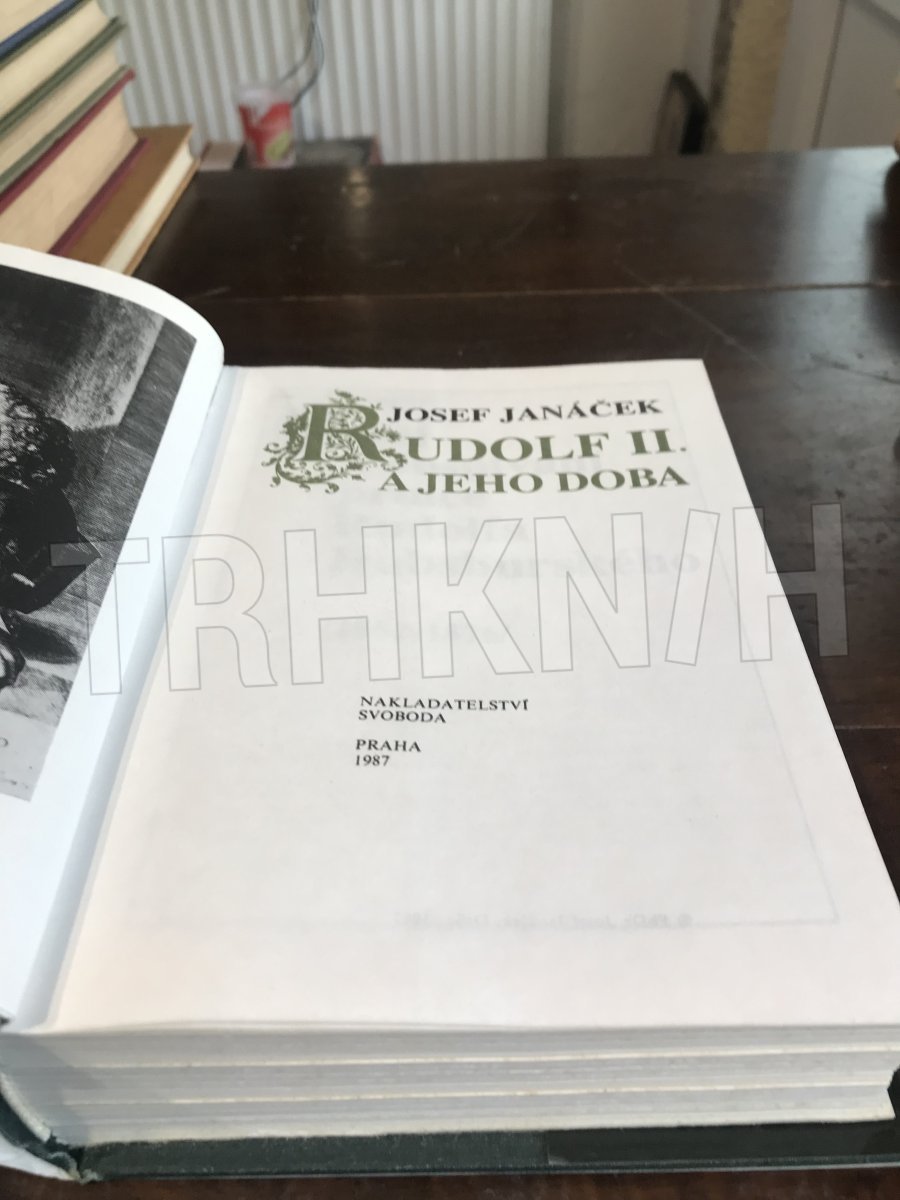 JOSEF JANÁČEK
RUDOLF II.
A JEHO DOBA
TRHKNIH
NAKLADATELSTVÍ
SVOBODA
PRAHA
1987